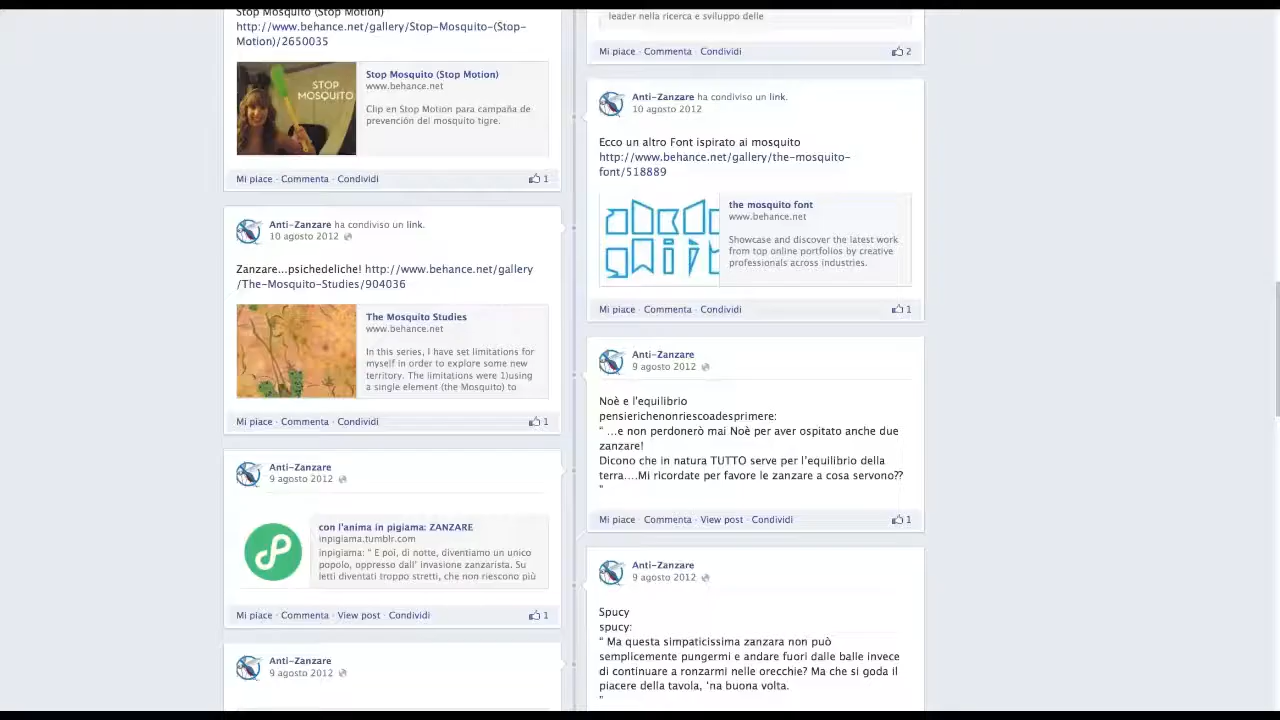 Stop Mosquito (Stop Motion)
http://www.behance.net/gallery/Stop-Mosquito-(Stop-
Motion)/2650035
STOP
MOSQUITO
Stop Mosquito (Stop Motion)
www.behance.net
Clip en Stop Motion para campaña de
prevención del mosquito tigre.
Mi piace · Commenta · Condividi
1
Anti-Zanzare ha condiviso un link.
10 agosto 2012
Zanzare...psichedeliche! http://www.behance.net/gallery
/The-Mosquito-Studies/904036
The Mosquito Studies
www.behance.net
In this series, I have set limitations for
myself in order to explore some new
territory. The limitations were 1)using
a single element (the Mosquito) to
Mi piace · Commenta · Condividi
1
Anti-Zanzare
9 agosto 2012
con l'anima in pigiama: ZANZARE
inpigiama.tumblr.com
inpigiama: " E poi, di notte, diventiamo un unico
popolo, oppresso dall' invasione zanzarista. Su
letti diventati troppo stretti, che non riescono più
Mi piace · Commenta · View post · Condividi
1
Anti-Zanzare
9 agosto 2012
leader nella ricerca e sviluppo delle
Mi piace · Commenta · Condividi
2
Anti-Zanzare ha condiviso un link.
10 agosto 2012
Ecco un altro Font ispirato ai mosquito
http://www.behance.net/gallery/the-mosquito-
font/518889
the mosquito font
www.behance.net
Showcase and discover the latest work
from top online portfolios by creative
professionals across industries.
Mi piace · Commenta · Condividi
1
Anti-Zanzare
9 agosto 2012
Noè e l'equilibrio
pensierichenonriescoadesprimere:
" ...e non perdonerò mai Noè per aver ospitato anche due
zanzare!
Dicono che in natura TUTTO serve per l'equilibrio della
terra....Mi ricordate per favore le zanzare a cosa servono??
"
Mi piace · Commenta · View post · Condividi
1
Anti-Zanzare
9 agosto 2012
Spucy
spucy:
" Ma questa simpaticissima zanzara non può
semplicemente pungermi e andare fuori dalle balle invece
di continuare a ronzarmi nelle orecchie? Ma che si goda il
piacere della tavola, 'na buona volta.
"